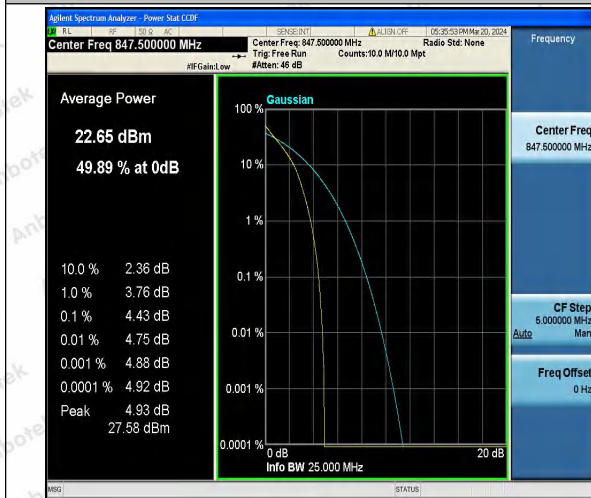 Agilent Spectrum Analyzer - Power Stat CCDF
RL RF 50 Ω AC SENSE:INT ALIGN OFF 05:35:53 PM Mar 20, 2024
Center Freq 847.500000 MHz
Center Freq: 847.500000 MHz Radio Std: None
Trig: Free Run Counts:10.0 M/10.0 Mpt
#IFGain:Low #Atten: 46 dB
Frequency
Average Power
22.65 dBm
49.89 % at 0dB
10.0 % 2.36 dB
1.0 % 3.76 dB
0.1 % 4.43 dB
0.01 % 4.75 dB
0.001 % 4.88 dB
0.0001 % 4.92 dB
Peak 4.93 dB
27.58 dBm
Gaussian
100 %
10 %
1 %
0.1 %
0.01 %
0.001 %
0.0001 %
0 dB 20 dB
Info BW 25.000 MHz
Center Freq
847.500000 MHz
CF Step
5.000000 MHz
Auto Man
Freq Offset
0 Hz
MSG STATUS